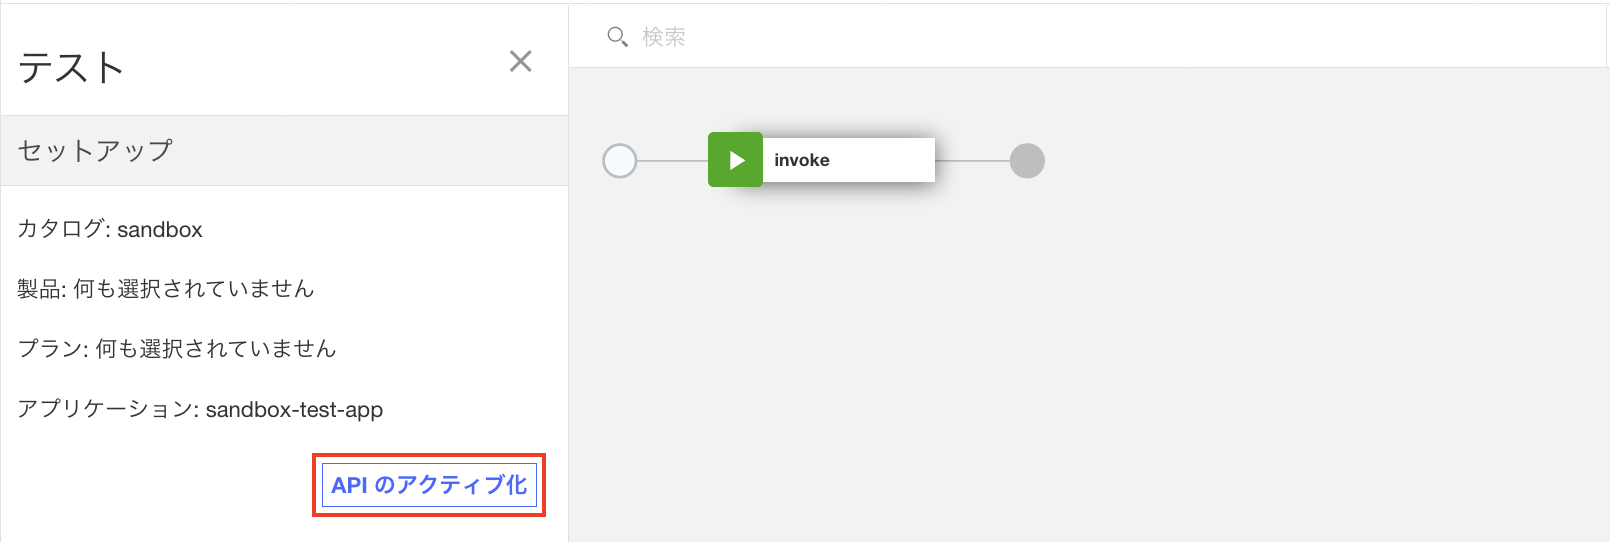 テスト
検索
セットアップ
invoke
カタログ: sandbox
製品: 何も選択されていません
プラン: 何も選択されていません
アプリケーション: sandbox-test-app
API のアクティブ化